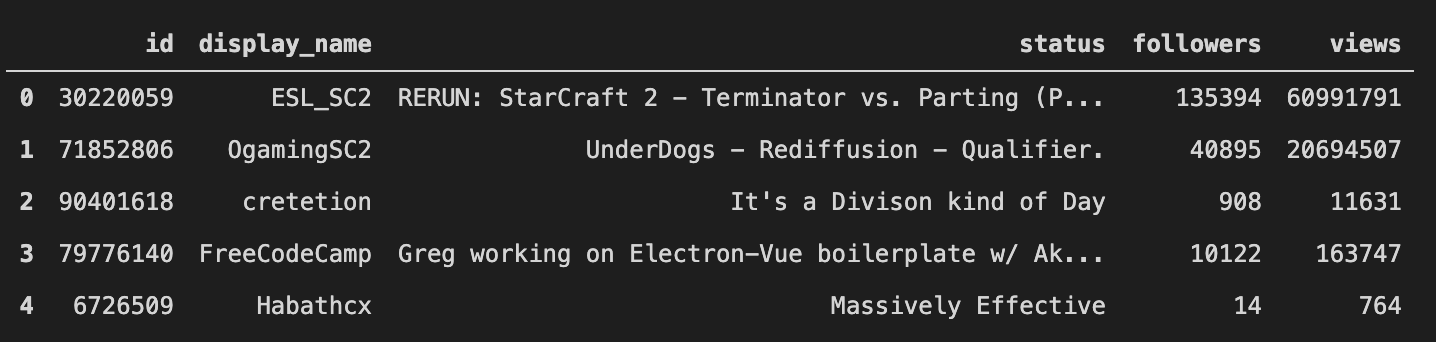 id display_name status followers views
0 30220059 ESL_SC2 RERUN: StarCraft 2 - Terminator vs. Parting (P... 135394 60991791
1 71852806 OgamingSC2 UnderDogs - Rediffusion - Qualifier. 40895 20694507
2 90401618 cretetion It's a Divison kind of Day 908 11631
3 79776140 FreeCodeCamp Greg working on Electron-Vue boilerplate w/ Ak... 10122 163747
4 6726509 Habathcx Massively Effective 14 764